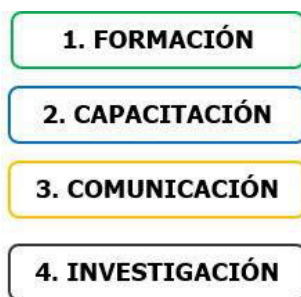 1. FORMACIÓN
2. CAPACITACIÓN
3. COMUNICACIÓN
4. INVESTIGACIÓN